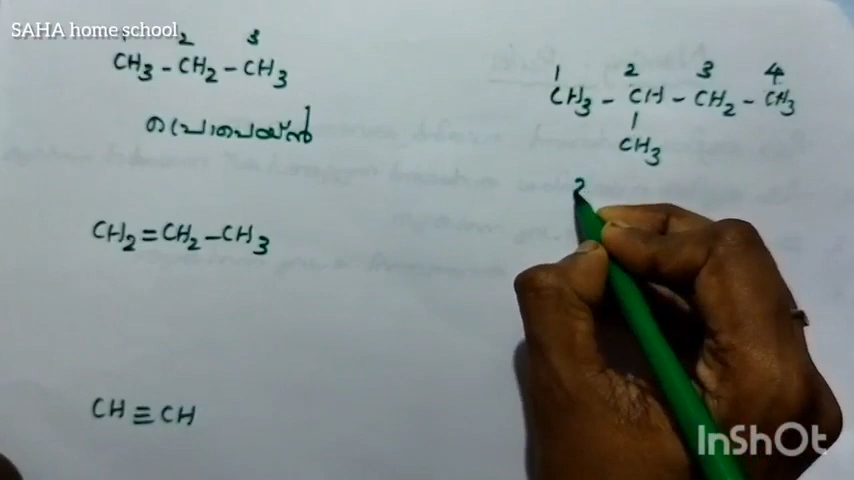 SAHA home school
1 2 3
CH3 - CH2 - CH3
പ്രൊപെയ്ൻ
1 2 3 4
CH3 - CH - CH2 - CH3
|
CH3
2
CH2 = CH2 - CH3
CH ≡ CH
InShOt